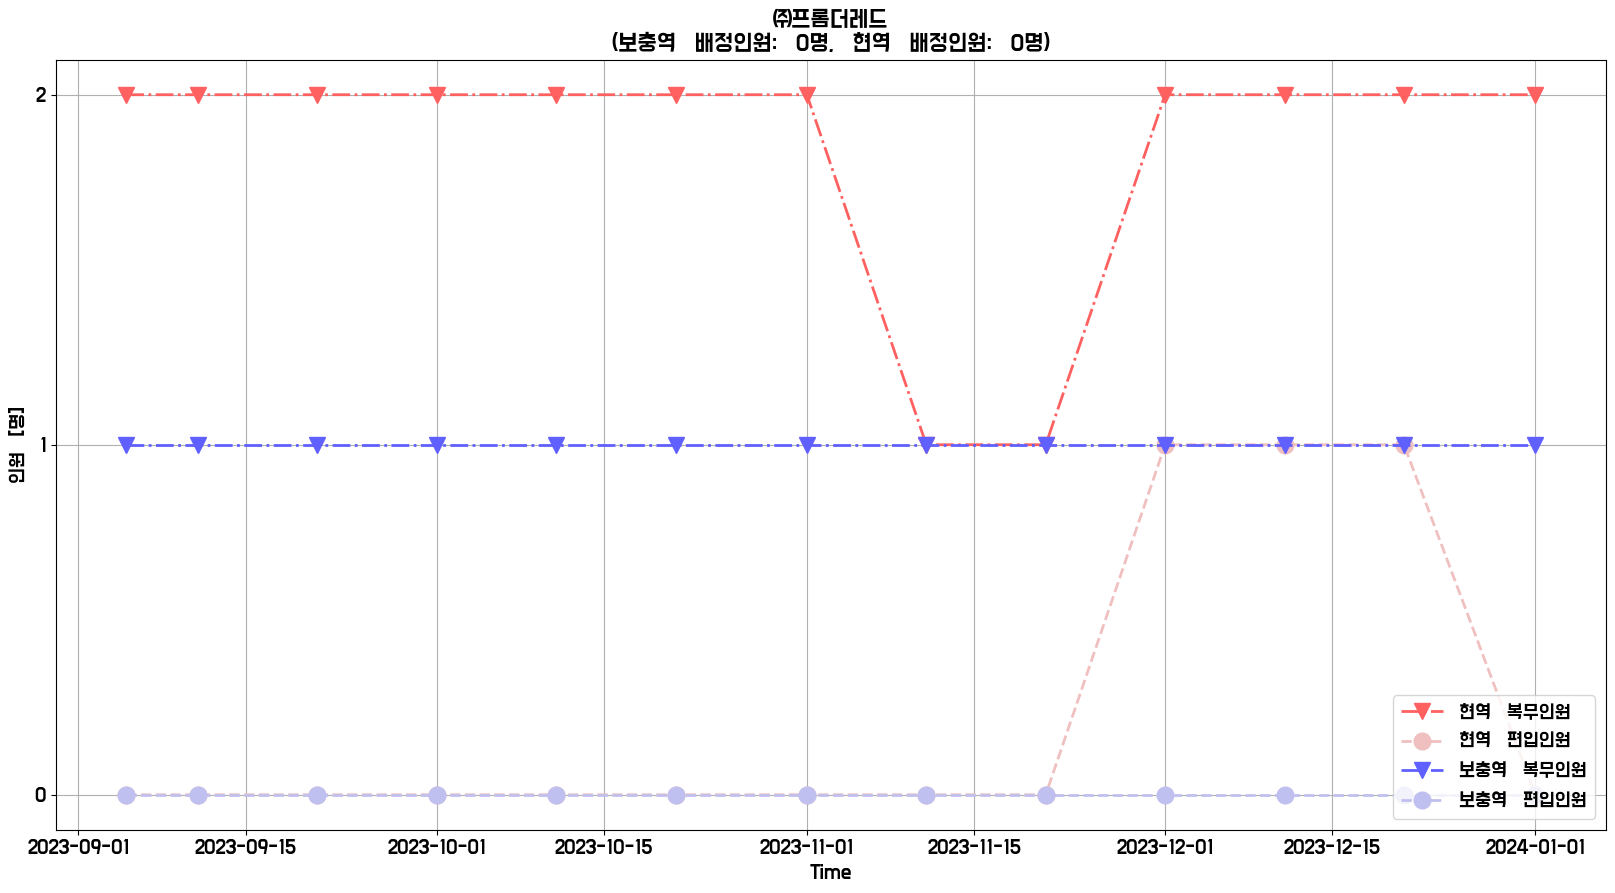 ㈜프롬더레드
(보충역 배정인원: 0명, 현역 배정인원: 0명)
인원 [명]
2
1
0
현역 복무인원
현역 편입인원
보충역 복무인원
보충역 편입인원
2023-09-01 2023-09-15 2023-10-01 2023-10-15 2023-11-01 2023-11-15 2023-12-01 2023-12-15 2024-01-01
Time